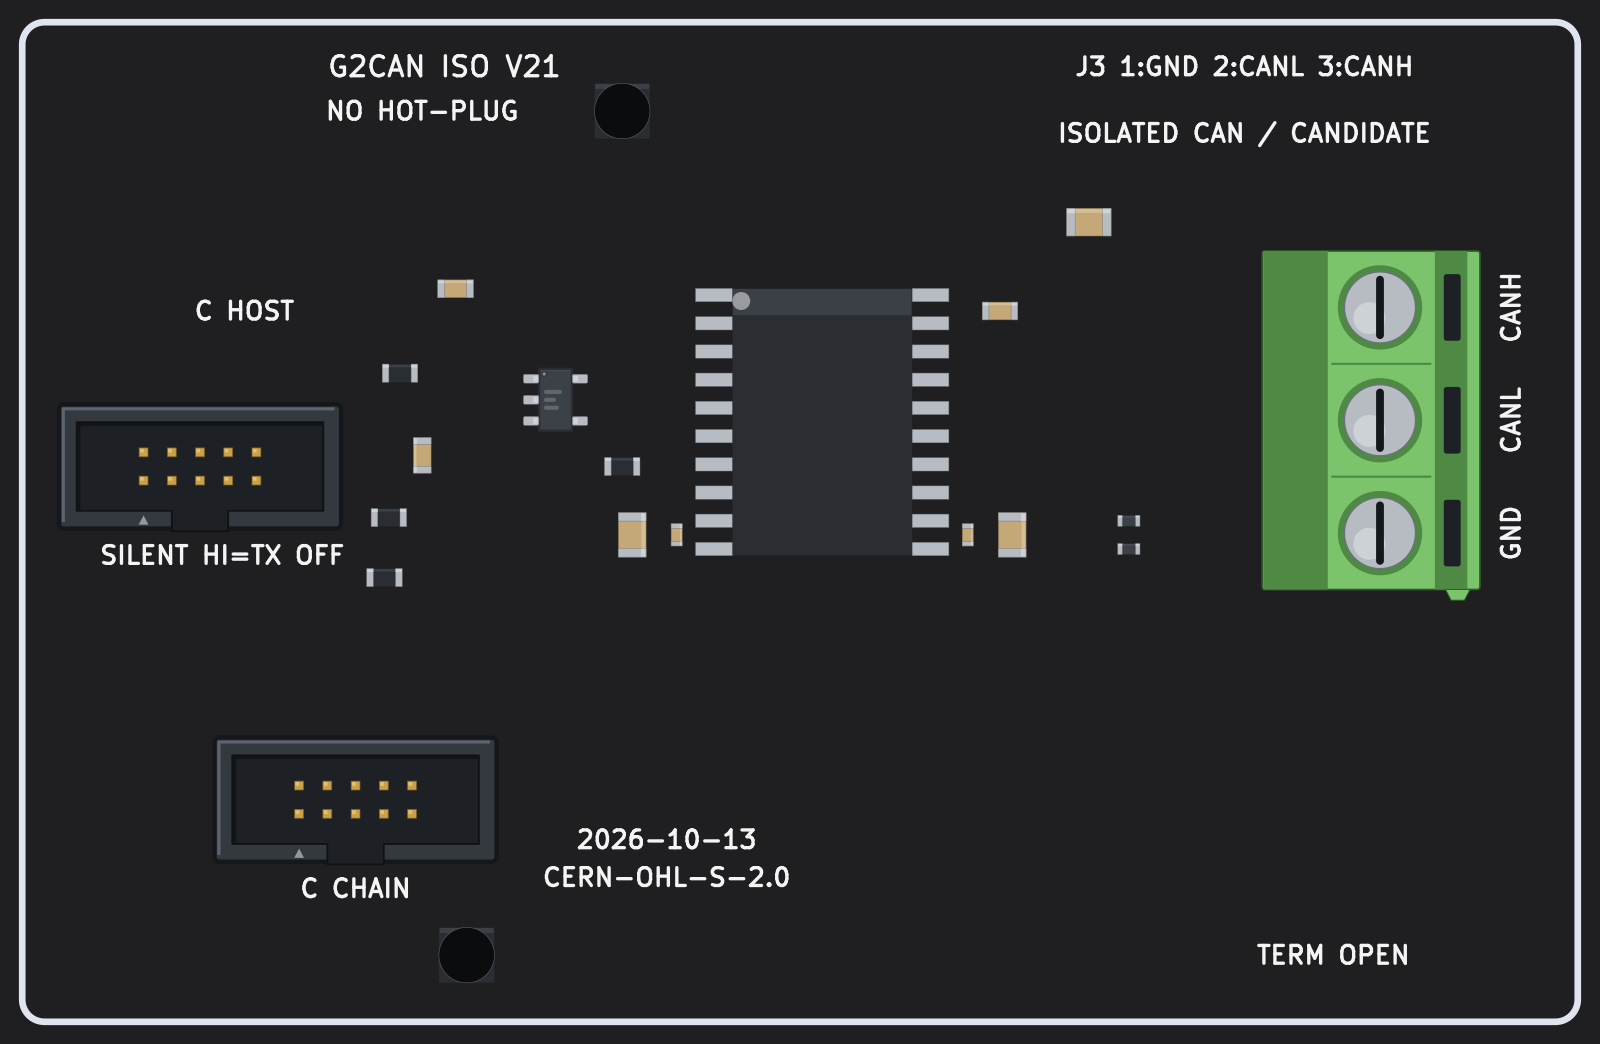 G2CAN ISO V21
NO HOT-PLUG
J3 1:GND 2:CANL 3:CANH
ISOLATED CAN / CANDIDATE
C HOST
SILENT HI=TX OFF
CANH
CANL
GND
C CHAIN
2026-10-13
CERN-OHL-S-2.0
TERM OPEN